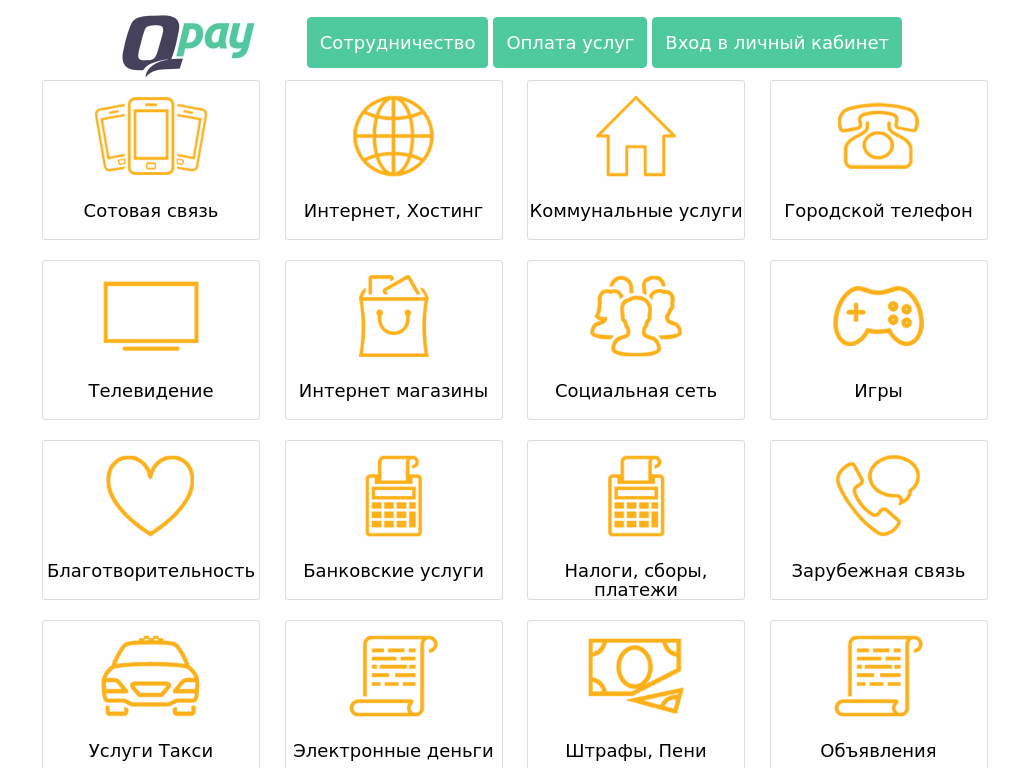 Qpay
Сотрудничество
Оплата услуг
Вход в личный кабинет
Сотовая связь
Интернет, Хостинг
Коммунальные услуги
Городской телефон
Телевидение
Интернет магазины
Социальная сеть
Игры
Благотворительность
Банковские услуги
Налоги, сборы,
платежи
Зарубежная связь
Услуги Такси
Электронные деньги
Штрафы, Пени
Объявления